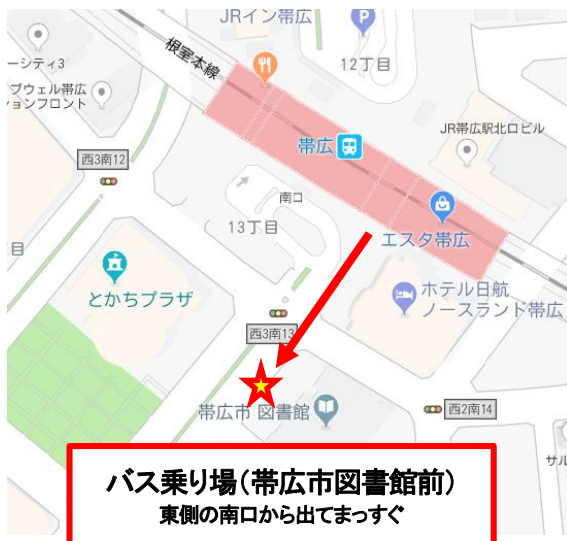 JRイン帯広
12丁目
根室本線
ーシティ3
ブウェル帯広
ションフロント
JR帯広駅北口ビル
帯広
西3南12
南口
エスタ帯広
13丁目
目
とかちプラザ
ホテル日航
ノースランド帯広
西3南13
帯広市 図書館
西2南14
サル
バス乗り場（帯広市図書館前）
東側の南口から出てまっすぐ